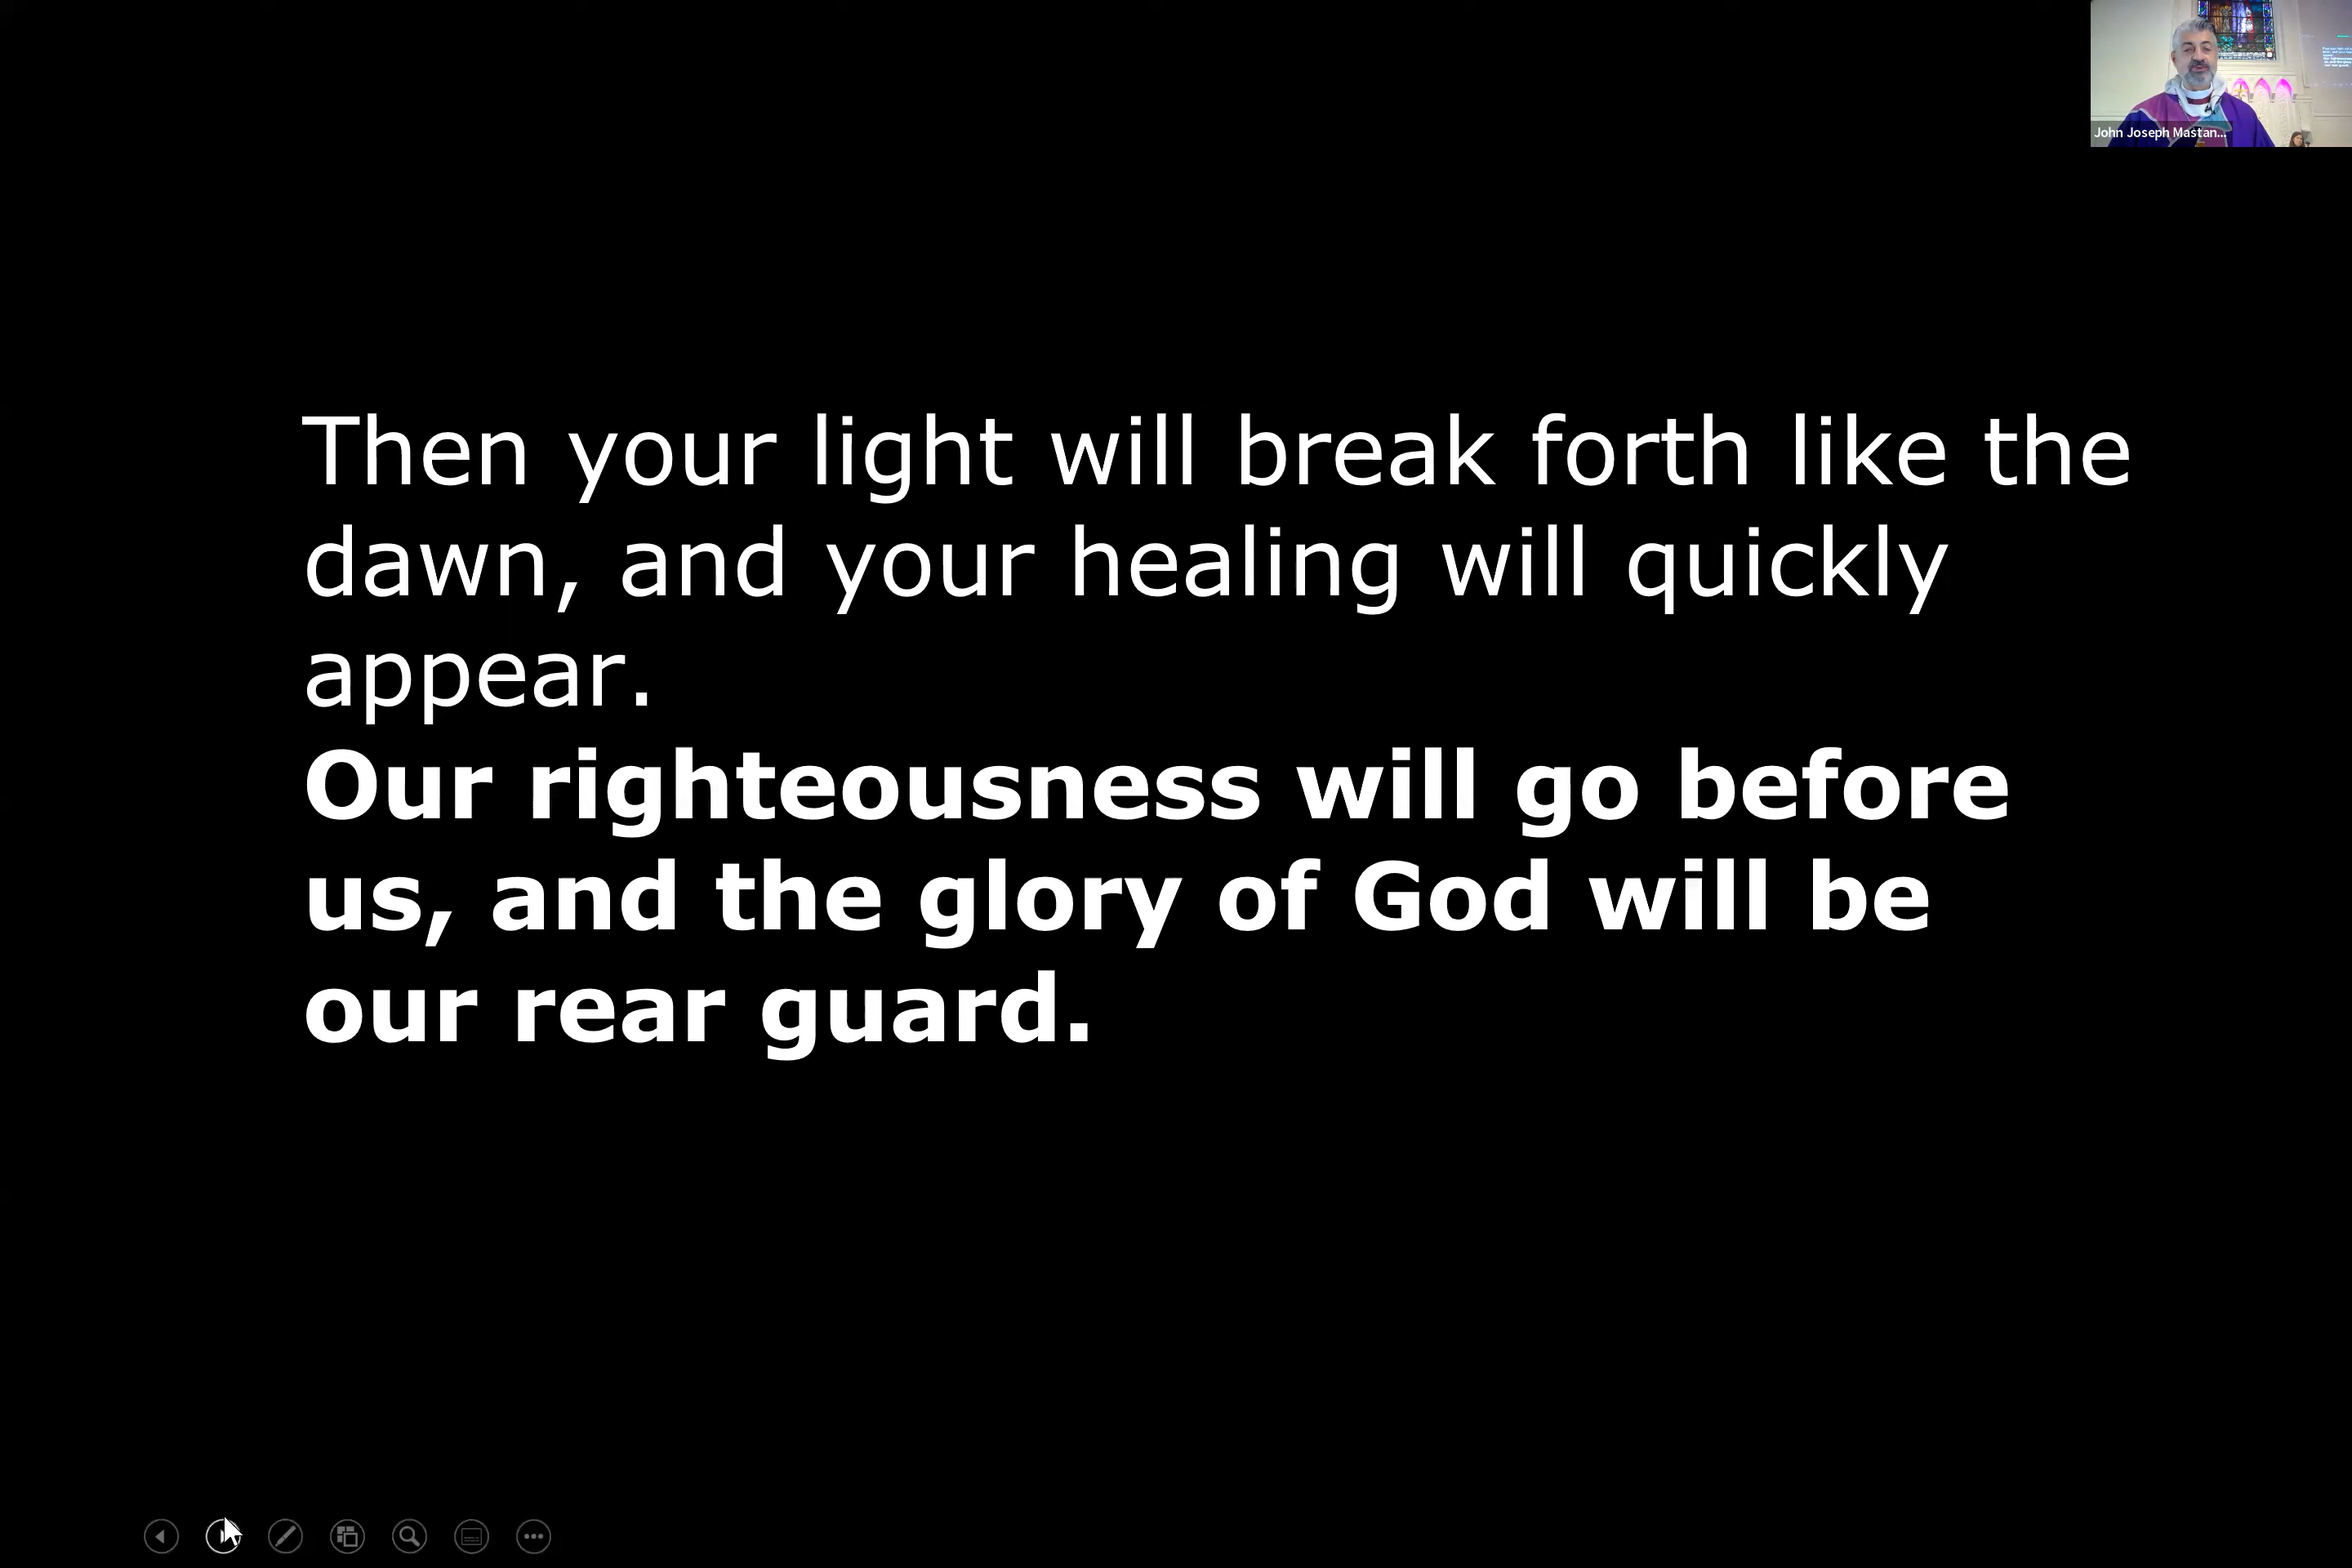 John Joseph Mastan...
Then your light will break forth like the
dawn, and your healing will quickly
appear.
Our righteousness will go before
us, and the glory of God will be
our rear guard.